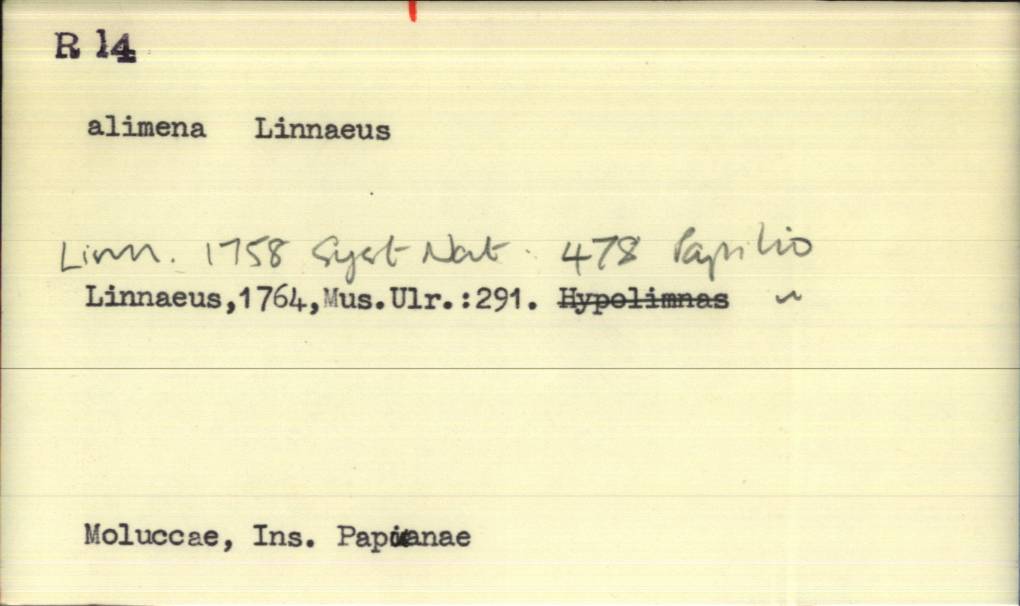 R 14
alimena Linnaeus
Linn. 1758 Syst Nat. 478 Papilio
Linnaeus,1764,Mus.Ulr.:291. Hypolimnas "
Moluccae, Ins. Papuanae